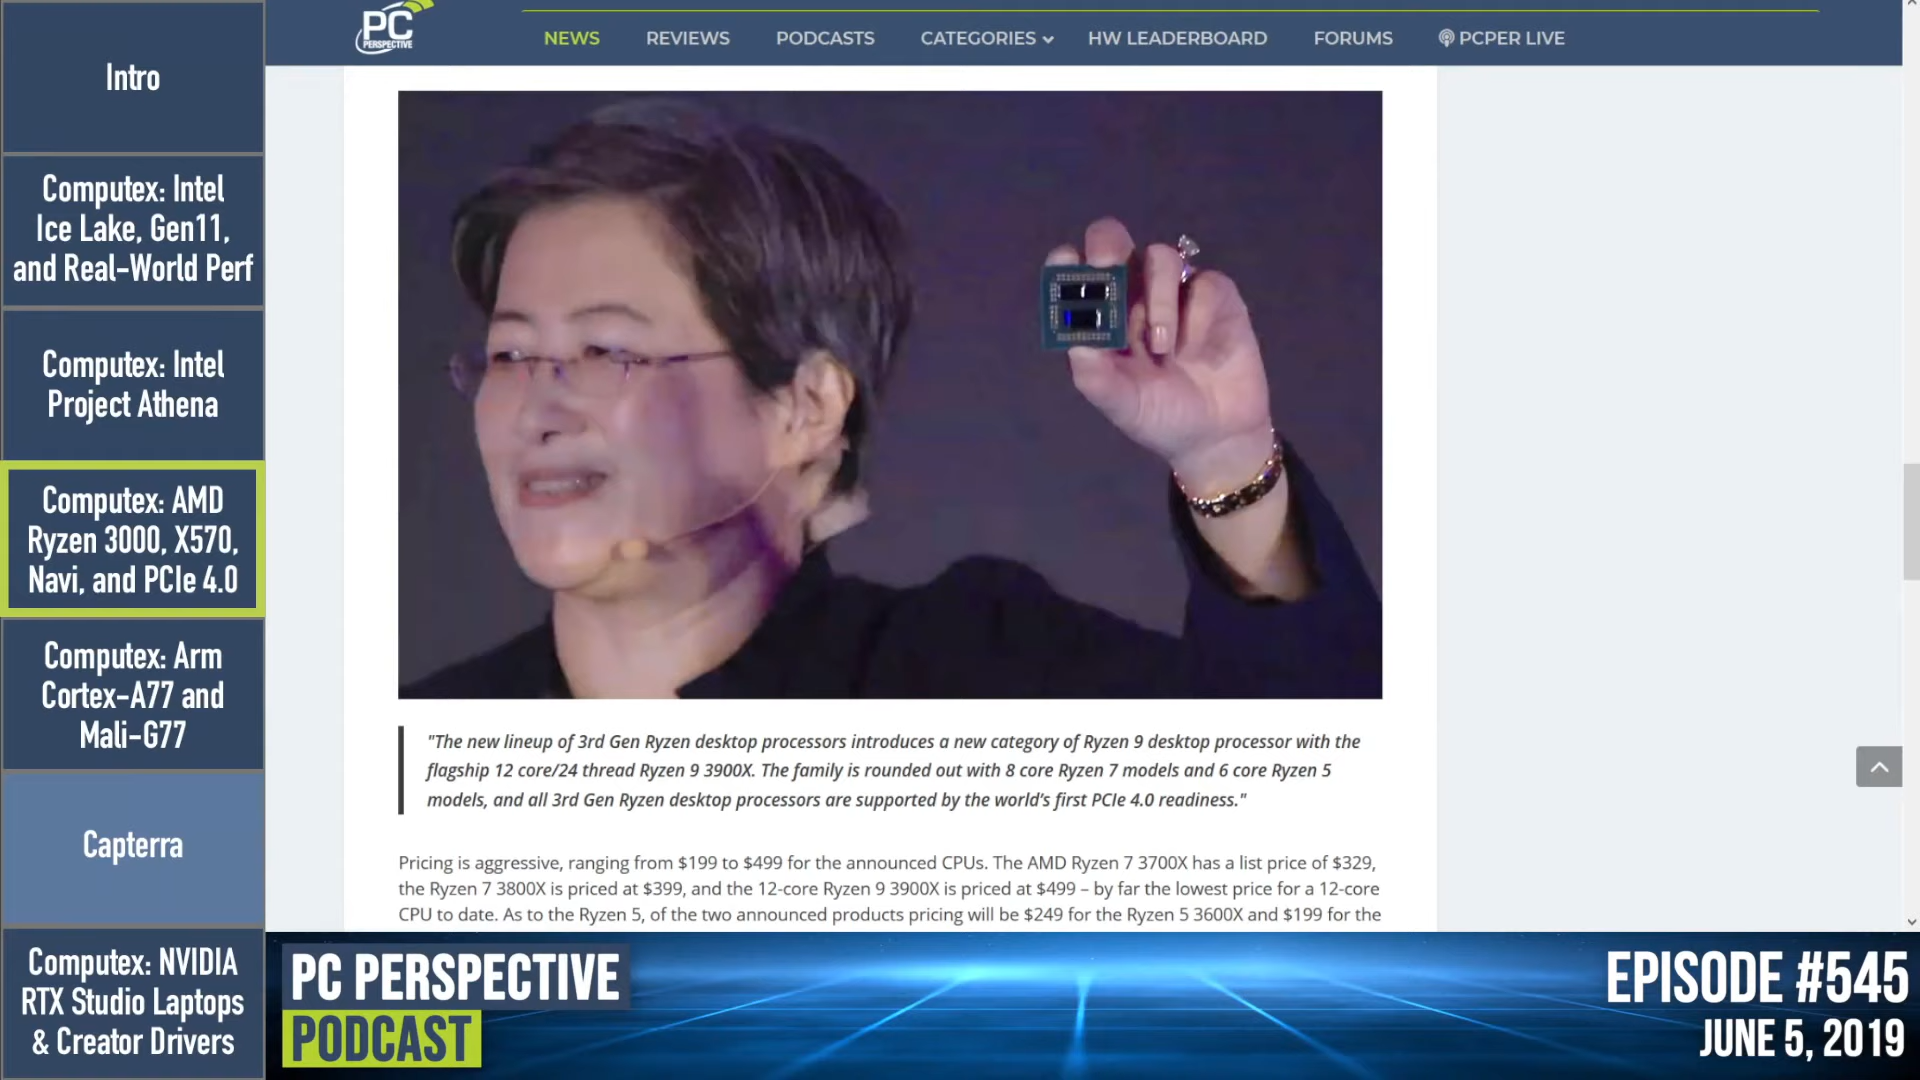 Intro
Computex: Intel
Ice Lake, Gen11,
and Real-World Perf
Computex: Intel
Project Athena
Computex: AMD
Ryzen 3000, X570,
Navi, and PCIe 4.0
Computex: Arm
Cortex-A77 and
Mali-G77
Capterra
Computex: NVIDIA
RTX Studio Laptops
& Creator Drivers
PC
PERSPECTIVE
NEWS REVIEWS PODCASTS CATEGORIES HW LEADERBOARD FORUMS PCPER LIVE
"The new lineup of 3rd Gen Ryzen desktop processors introduces a new category of Ryzen 9 desktop processor with the
flagship 12 core/24 thread Ryzen 9 3900X. The family is rounded out with 8 core Ryzen 7 models and 6 core Ryzen 5
models, and all 3rd Gen Ryzen desktop processors are supported by the world's first PCIe 4.0 readiness."
Pricing is aggressive, ranging from $199 to $499 for the announced CPUs. The AMD Ryzen 7 3700X has a list price of $329,
the Ryzen 7 3800X is priced at $399, and the 12-core Ryzen 9 3900X is priced at $499 – by far the lowest price for a 12-core
CPU to date. As to the Ryzen 5, of the two announced products pricing will be $249 for the Ryzen 5 3600X and $199 for the
PC PERSPECTIVE
PODCAST
EPISODE #545
JUNE 5, 2019